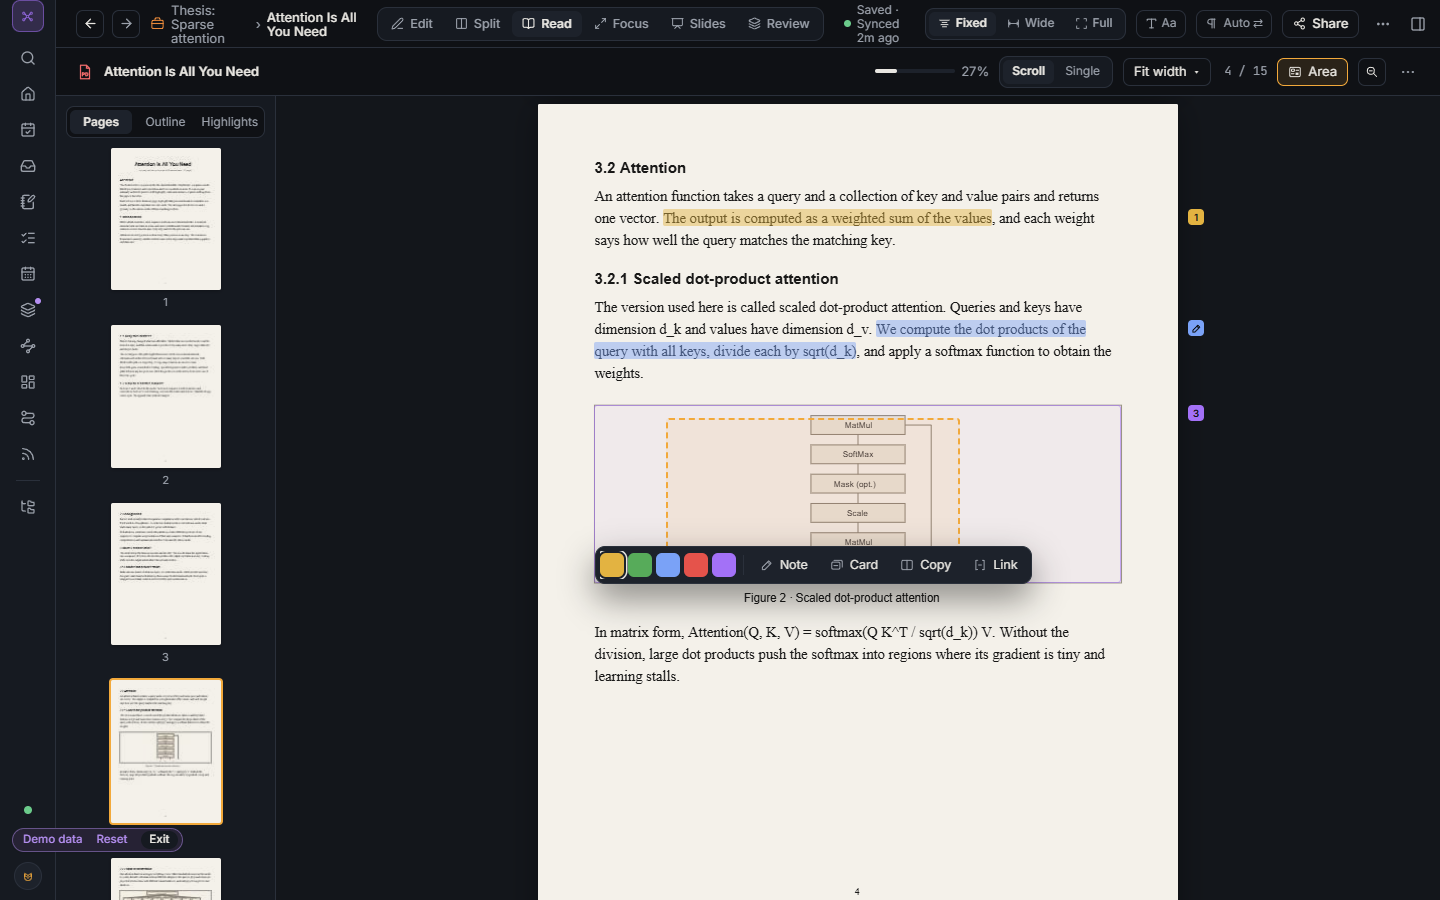 Thesis: Sparse attention
›
Attention Is All You Need
Edit
Split
Read
Focus
Slides
Review
Saved · Synced 2m ago
Fixed
Wide
Full
Aa
Auto
Share
Attention Is All You Need
27%
Scroll
Single
Fit width
4 / 15
Area
Pages
Outline
Highlights
Attention Is All You Need
1
2
3
Demo data
Reset
Exit
3.2 Attention
An attention function takes a query and a collection of key and value pairs and returns
one vector. The output is computed as a weighted sum of the values, and each weight
says how well the query matches the matching key.
1
3.2.1 Scaled dot-product attention
The version used here is called scaled dot-product attention. Queries and keys have
dimension d_k and values have dimension d_v. We compute the dot products of the
query with all keys, divide each by sqrt(d_k), and apply a softmax function to obtain the
weights.
3
MatMul
SoftMax
Mask (opt.)
Scale
MatMul
Note
Card
Copy
Link
Figure 2 · Scaled dot-product attention
In matrix form, Attention(Q, K, V) = softmax(Q K^T / sqrt(d_k)) V. Without the
division, large dot products push the softmax into regions where its gradient is tiny and
learning stalls.
4